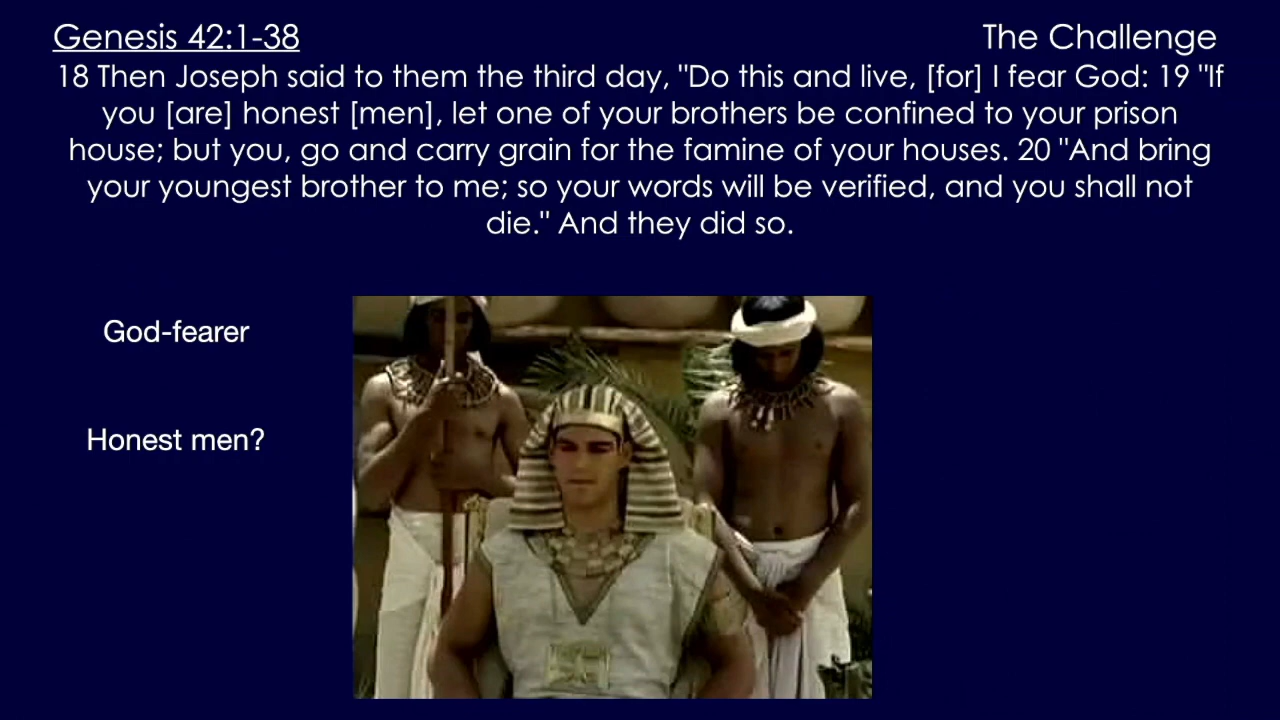 Genesis 42:1-38
The Challenge
18 Then Joseph said to them the third day, "Do this and live, [for] I fear God: 19 "If
you [are] honest [men], let one of your brothers be confined to your prison
house; but you, go and carry grain for the famine of your houses. 20 "And bring
your youngest brother to me; so your words will be verified, and you shall not
die." And they did so.
God-fearer
Honest men?